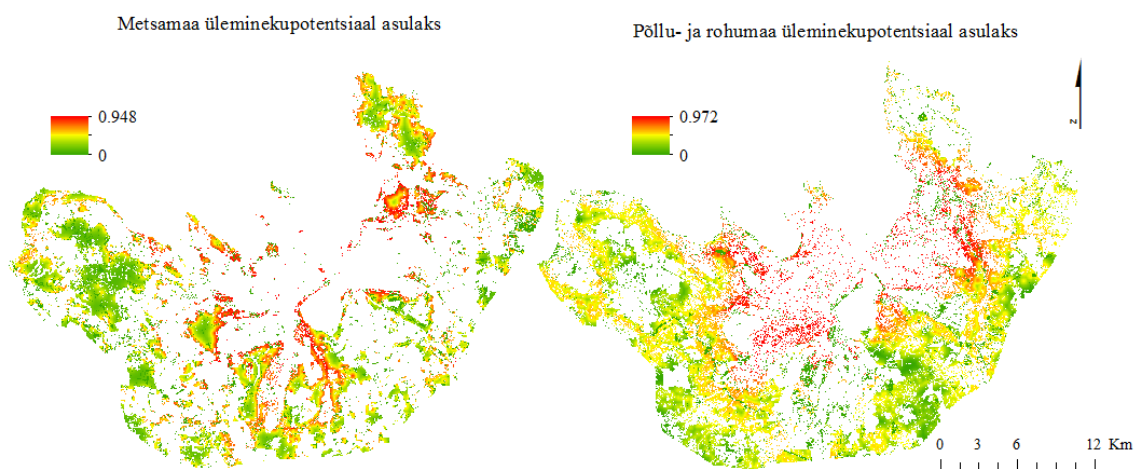 Metsamaa üleminekupotentsiaal asulaks
Põllu- ja rohumaa üleminekupotentsiaal asulaks
0.948
0
0.972
0
z
0 3 6 12 Km